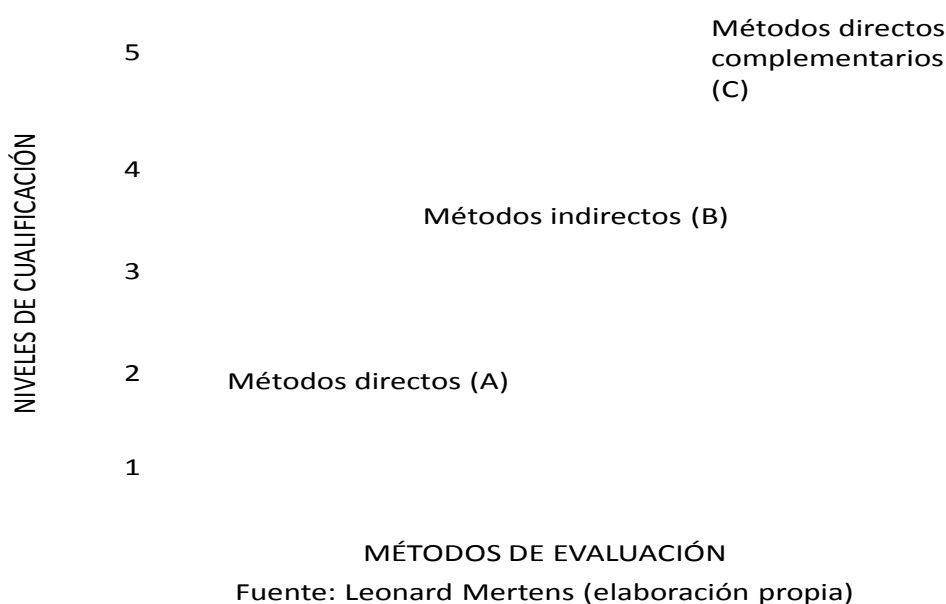 Métodos directos
complementarios
(C)
5
NIVELES DE CUALIFICACIÓN
4
Métodos indirectos (B)
3
2
Métodos directos (A)
1
MÉTODOS DE EVALUACIÓN
Fuente: Leonard Mertens (elaboración propia)